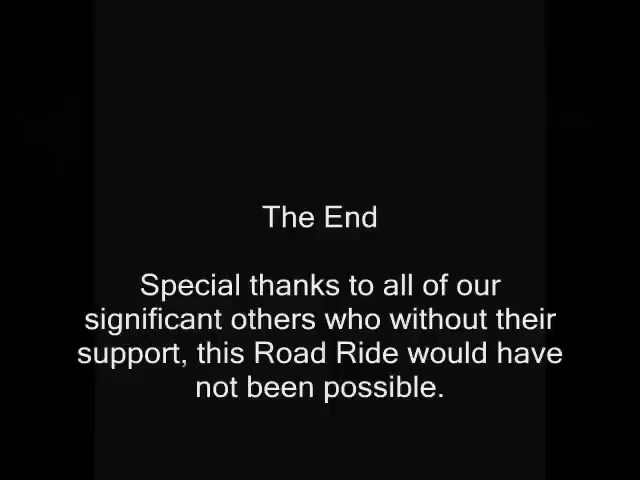 The End
Special thanks to all of our
significant others who without their
support, this Road Ride would have
not been possible.